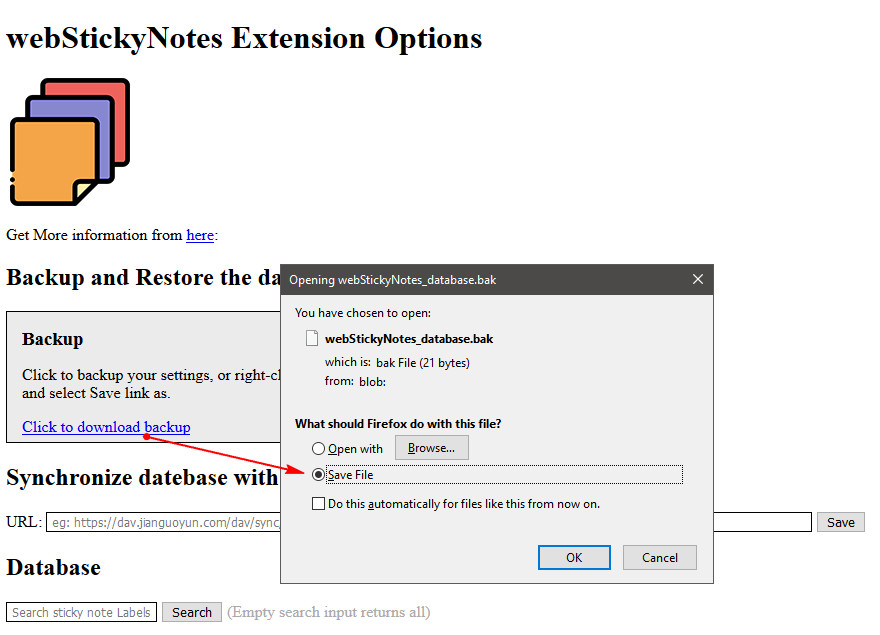 webStickyNotes Extension Options
Get More information from here:
Backup and Restore the da
Backup
Click to backup your settings, or right-cl
and select Save link as.
Click to download backup
Synchronize datebase with
URL: eg: https://dav.jianguoyun.com/dav/sync_ Save
Database
Search sticky note Labels Search (Empty search input returns all)
Opening webStickyNotes_database.bak
You have chosen to open:
webStickyNotes_database.bak
which is: bak File (21 bytes)
from: blob:
What should Firefox do with this file?
Open with Browse...
Save File
Do this automatically for files like this from now on.
OK Cancel